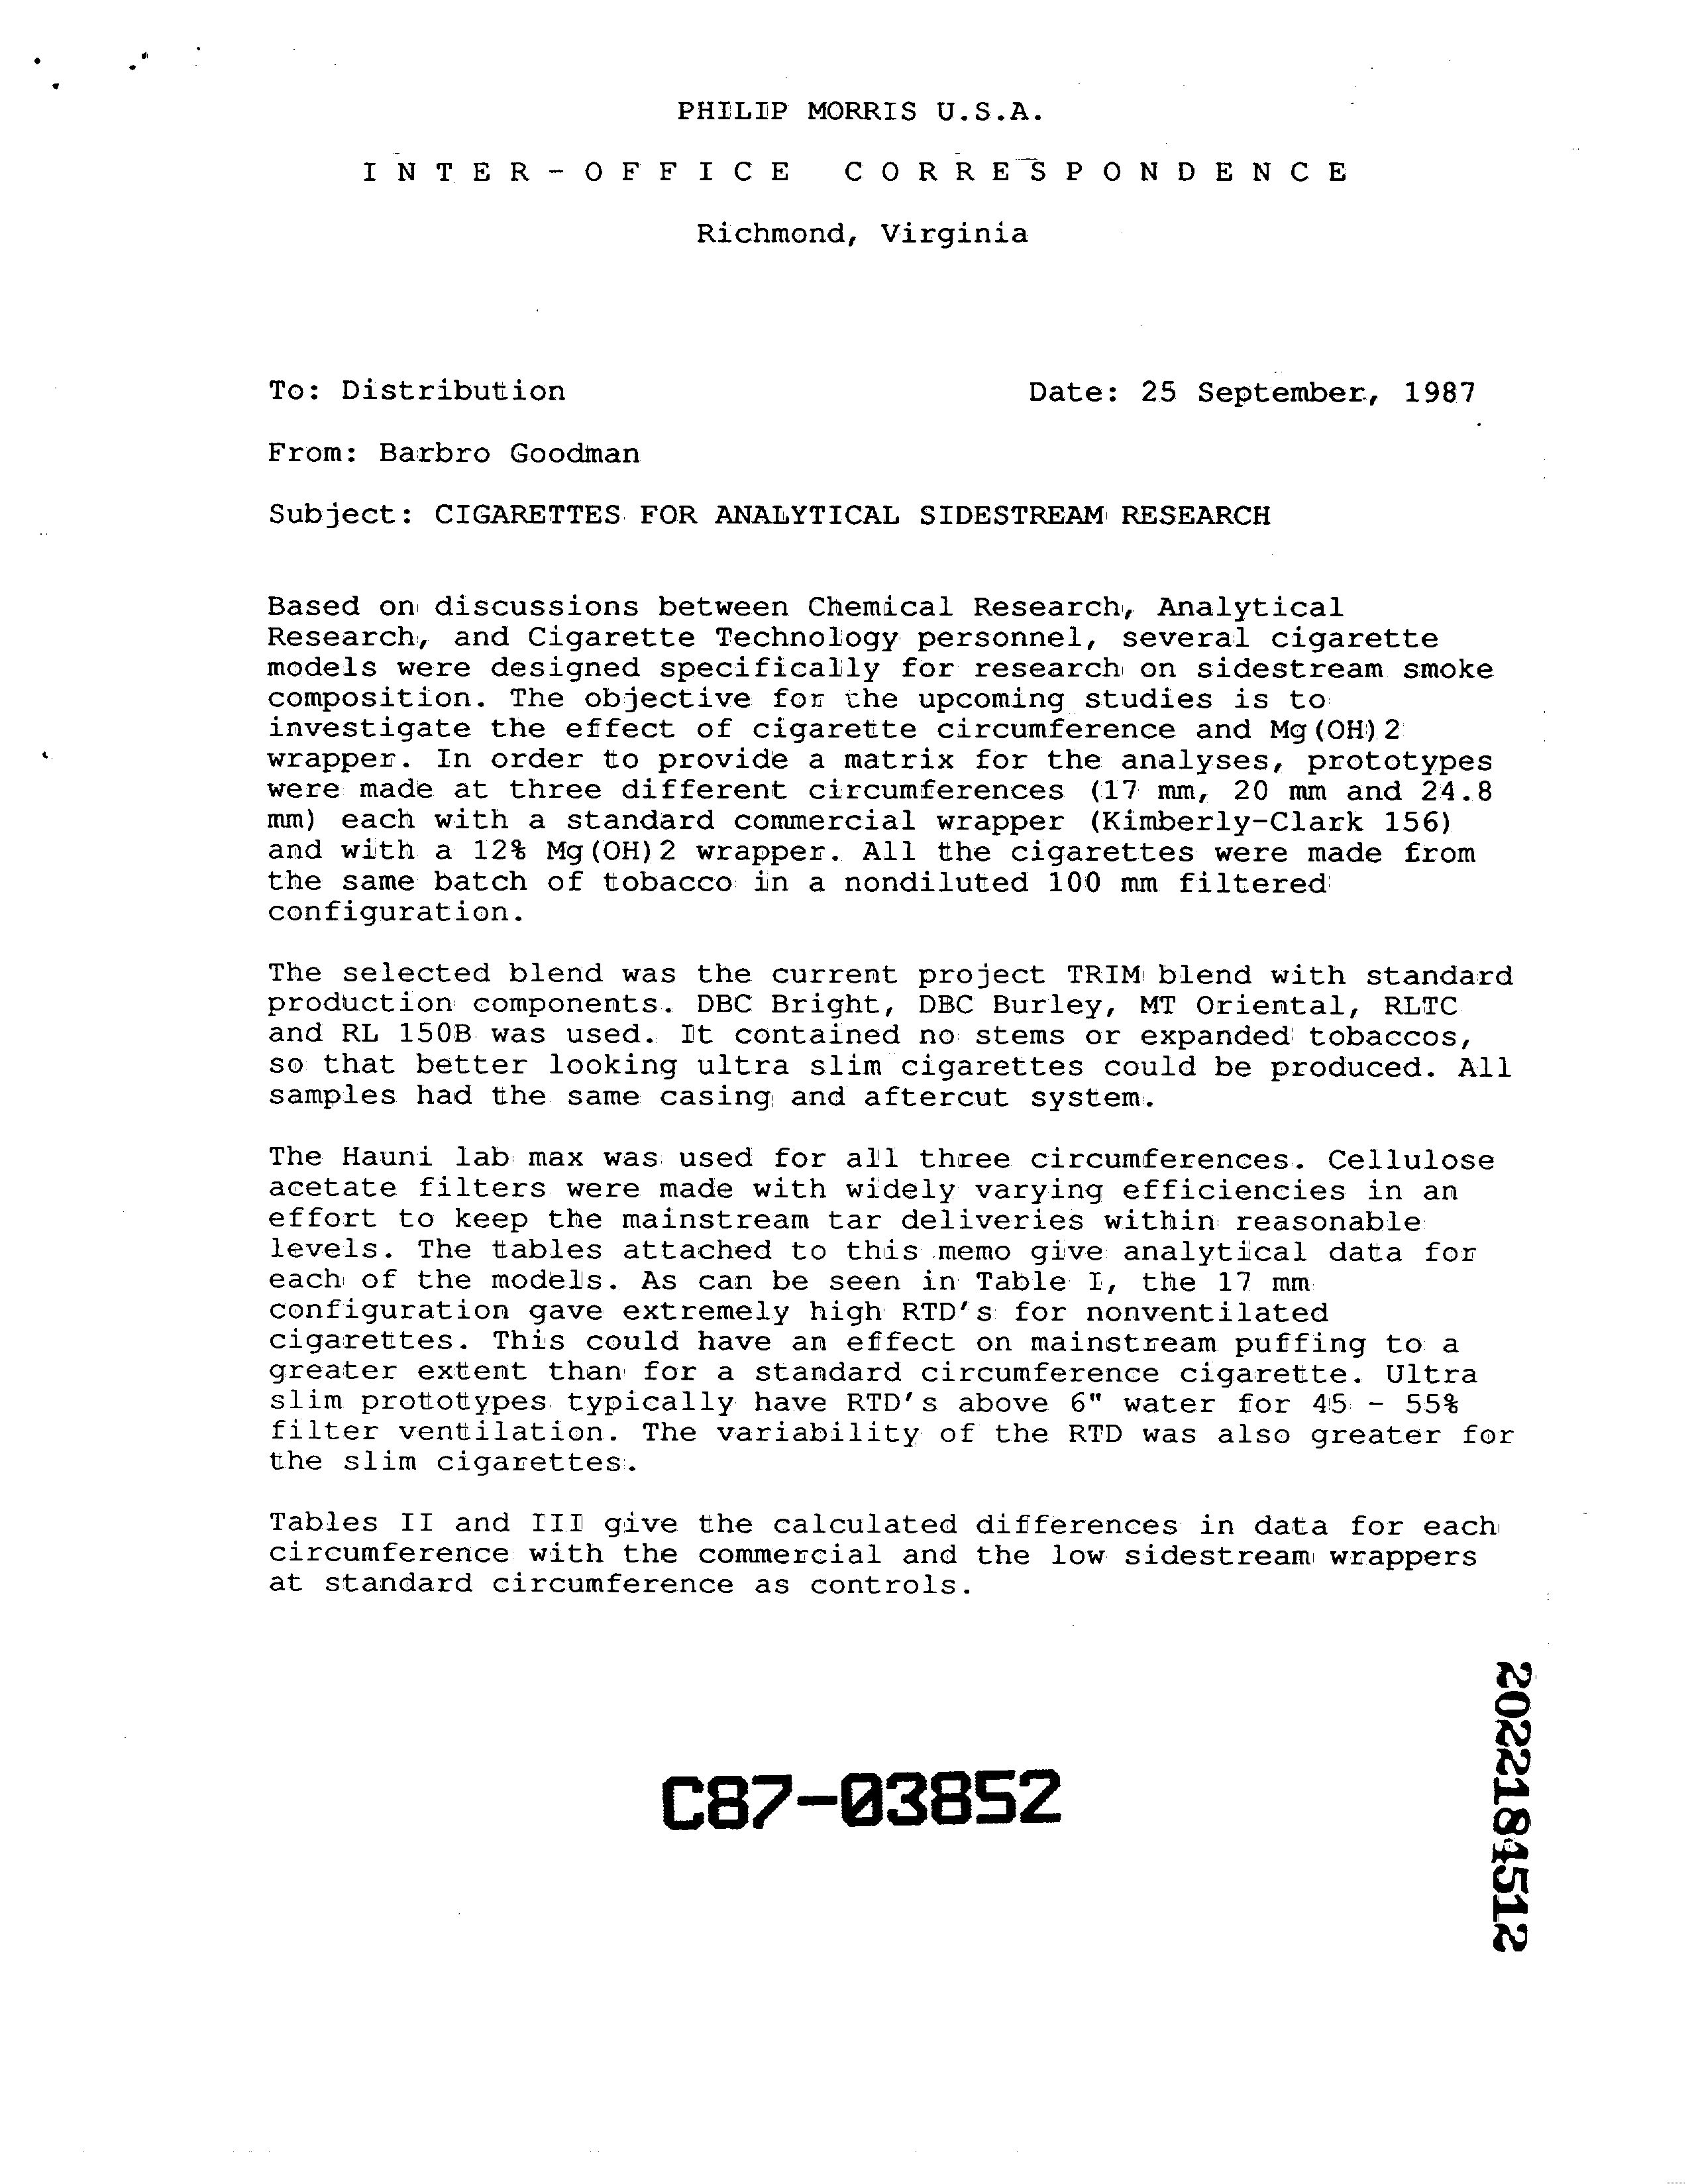 PHILIP MORRIS U.S.A.
INTER-OFFICE CORRESPONDENCE
Richmond, Virginia
To: Distribution Date: 25 September, 1987
From: Barbro Goodman
Subject: CIGARETTES FOR ANALYTICAL SIDESTREAM RESEARCH
Based on discussions between Chemical Research, Analytical
Research, and Cigarette Technology personnel, several cigarette
models were designed specifically for research on sidestream smoke
composition. The objective for the upcoming studies is to
investigate the effect of cigarette circumference and Mg(OH)2
wrapper. In order to provide a matrix for the analyses, prototypes
were made at three different circumferences (17 mm, 20 mm and 24.8
mm) each with a standard commercial wrapper (Kimberly-Clark 156)
and with a 12% Mg(OH)2 wrapper. All the cigarettes were made from
the same batch of tobacco in a nondiluted 100 mm filtered
configuration.
The selected blend was the current project TRIM blend with standard
production components. DBC Bright, DBC Burley, MT Oriental, RLTC
and RL 150B was used. It contained no stems or expanded tobaccos,
so that better looking ultra slim cigarettes could be produced. All
samples had the same casing and aftercut system.
The Hauni lab max was used for all three circumferences. Cellulose
acetate filters were made with widely varying efficiencies in an
effort to keep the mainstream tar deliveries within reasonable
levels. The tables attached to this memo give analytical data for
each of the models. As can be seen in Table I, the 17 mm
configuration gave extremely high RTD's for nonventilated
cigarettes. This could have an effect on mainstream puffing to a
greater extent than for a standard circumference cigarette. Ultra
slim prototypes typically have RTD's above 6" water for 45 - 55%
filter ventilation. The variability of the RTD was also greater for
the slim cigarettes.
Tables II and III give the calculated differences in data for each
circumference with the commercial and the low sidestream wrappers
at standard circumference as controls.
C87-03852
2022184512